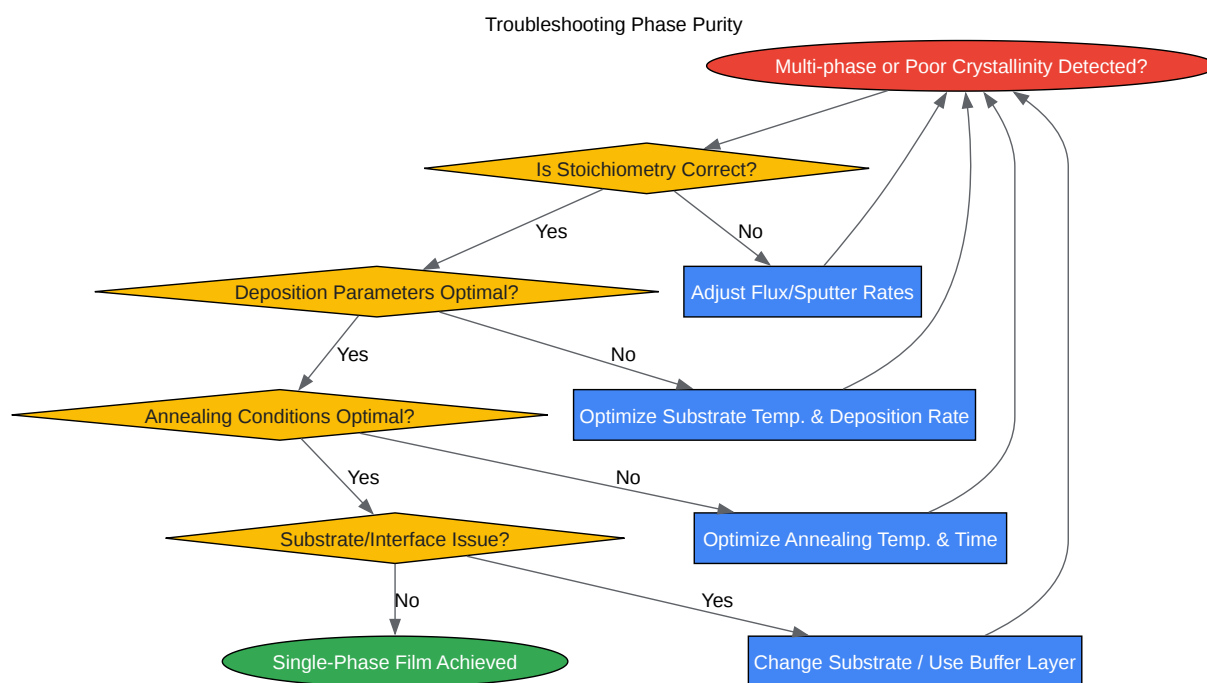 Troubleshooting Phase Purity
Multi-phase or Poor Crystallinity Detected?
Is Stoichiometry Correct?
Yes
No
Deposition Parameters Optimal?
Adjust Flux/Sputter Rates
Yes
No
Annealing Conditions Optimal?
Optimize Substrate Temp. & Deposition Rate
Yes
No
Substrate/Interface Issue?
Optimize Annealing Temp. & Time
No
Yes
Single-Phase Film Achieved
Change Substrate / Use Buffer Layer